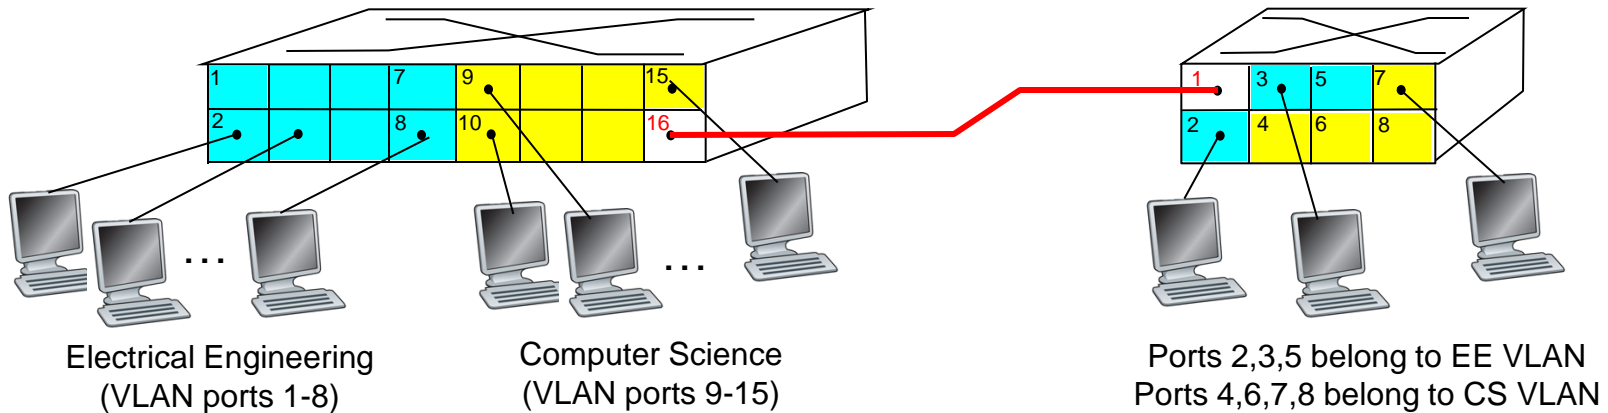 1 7 9 15
2 8 10 16
1 3 5 7
2 4 6 8
... ...
Electrical Engineering
(VLAN ports 1-8)
Computer Science
(VLAN ports 9-15)
Ports 2,3,5 belong to EE VLAN
Ports 4,6,7,8 belong to CS VLAN